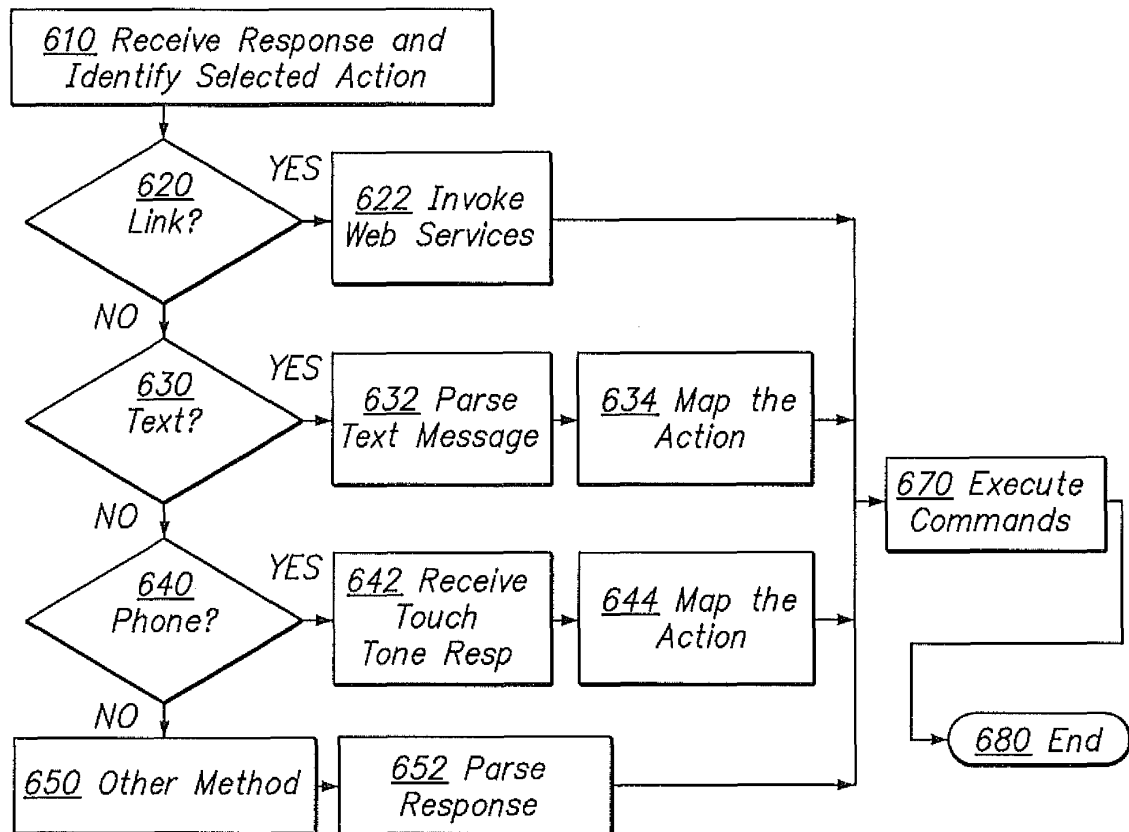 610 Receive Response and
Identify Selected Action
620
Link?
YES
622 Invoke
Web Services
NO
630
Text?
YES
632 Parse
Text Message
634 Map the
Action
NO
640
Phone?
YES
642 Receive
Touch
Tone Resp
644 Map the
Action
670 Execute
Commands
NO
650 Other Method
652 Parse
Response
680 End